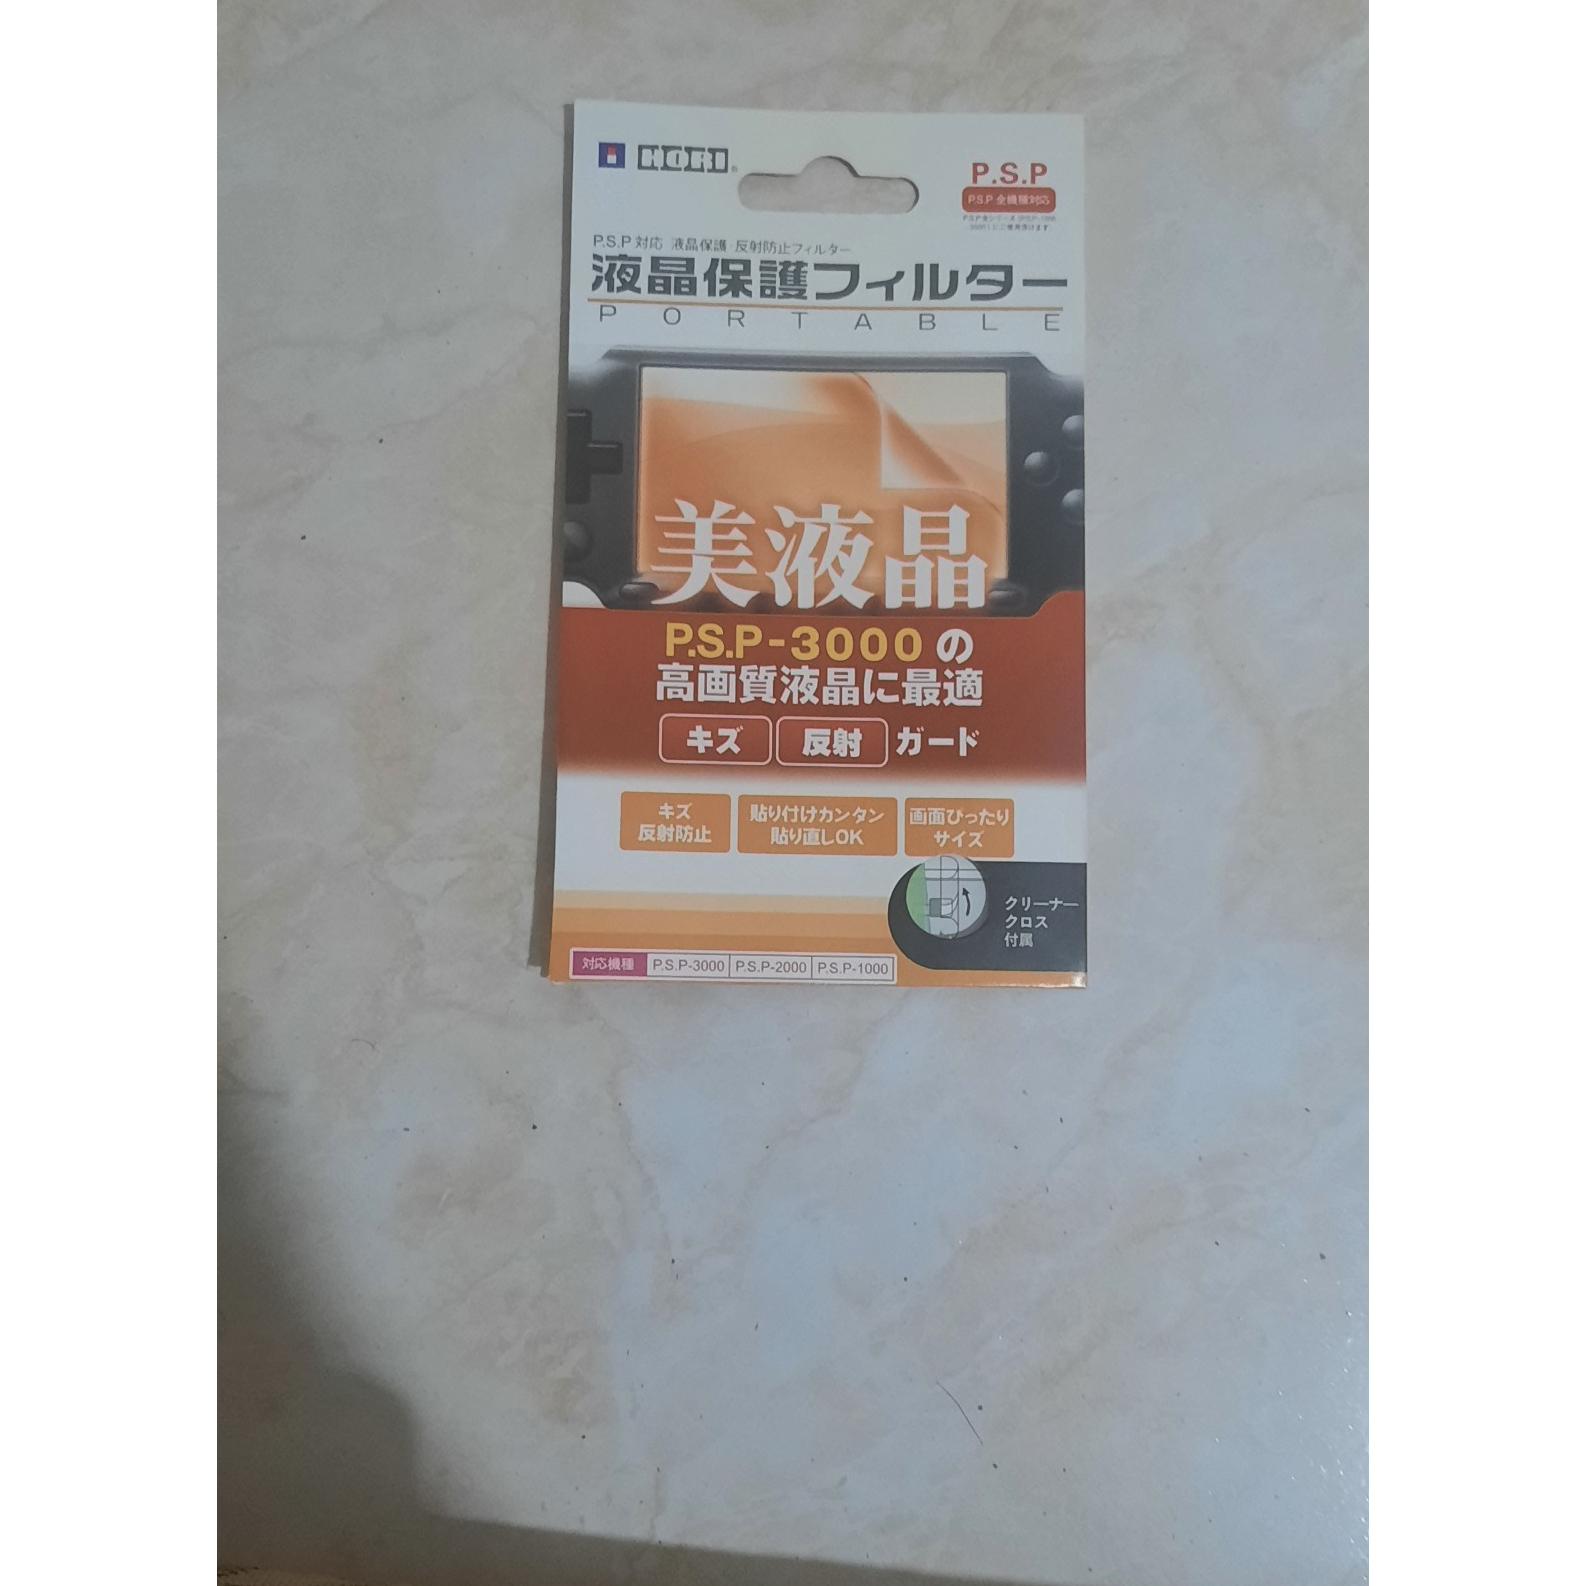 HORI
P.S.P
P.S.P 全機種対応
P.S.P 対応 液晶保護·反射防止フィルター
液晶保護フィルター
PORTABLE
美液晶
P.S.P-3000 の
高画質液晶に最適
キズ 反射 ガード
キズ
反射防止
貼り付けカンタン
貼り直しOK
画面ぴったり
サイズ
クリーナー
クロス
付属
対応機種 P.S.P-3000 P.S.P-2000 P.S.P-1000